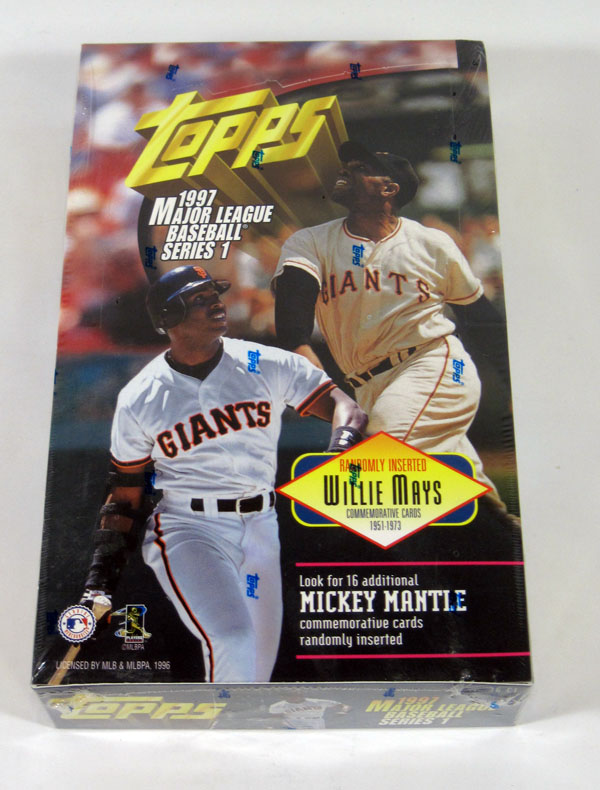 Topps
1997
MAJOR LEAGUE
BASEBALL®
SERIES 1
GIANTS
GIANTS
RANDOMLY INSERTED
WILLIE MAYS
COMMEMORATIVE CARDS
1951-1973
Look for 16 additional
MICKEY MANTLE
commemorative cards
randomly inserted
©MLBPA
LICENSED BY MLB & MLBPA, 1996
Topps
1997
MAJOR LEAGUE
BASEBALL
SERIES 1